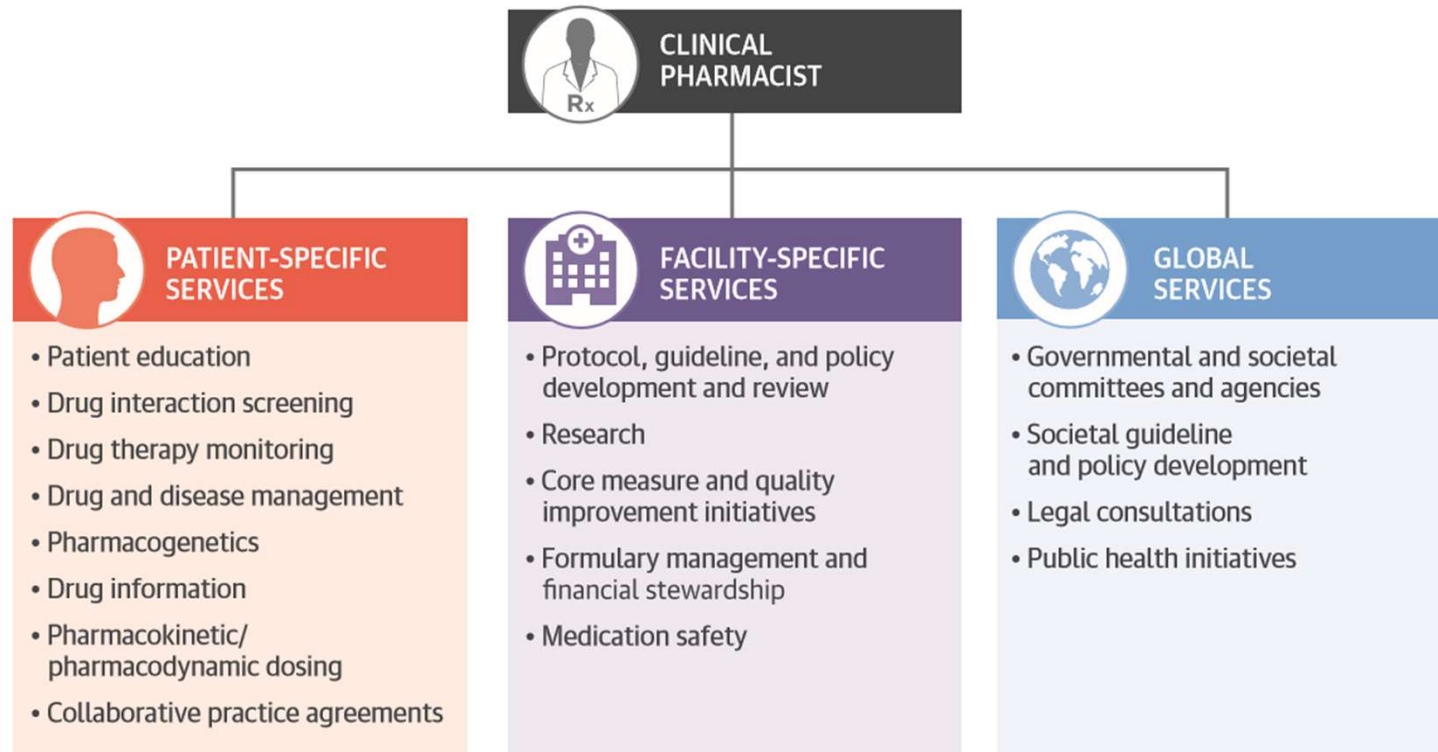 Rx
CLINICAL
PHARMACIST
PATIENT-SPECIFIC
SERVICES
• Patient education
• Drug interaction screening
• Drug therapy monitoring
• Drug and disease management
• Pharmacogenetics
• Drug information
• Pharmacokinetic/
pharmacodynamic dosing
• Collaborative practice agreements
FACILITY-SPECIFIC
SERVICES
• Protocol, guideline, and policy
development and review
• Research
• Core measure and quality
improvement initiatives
• Formulary management and
financial stewardship
• Medication safety
GLOBAL
SERVICES
• Governmental and societal
committees and agencies
• Societal guideline
and policy development
• Legal consultations
• Public health initiatives